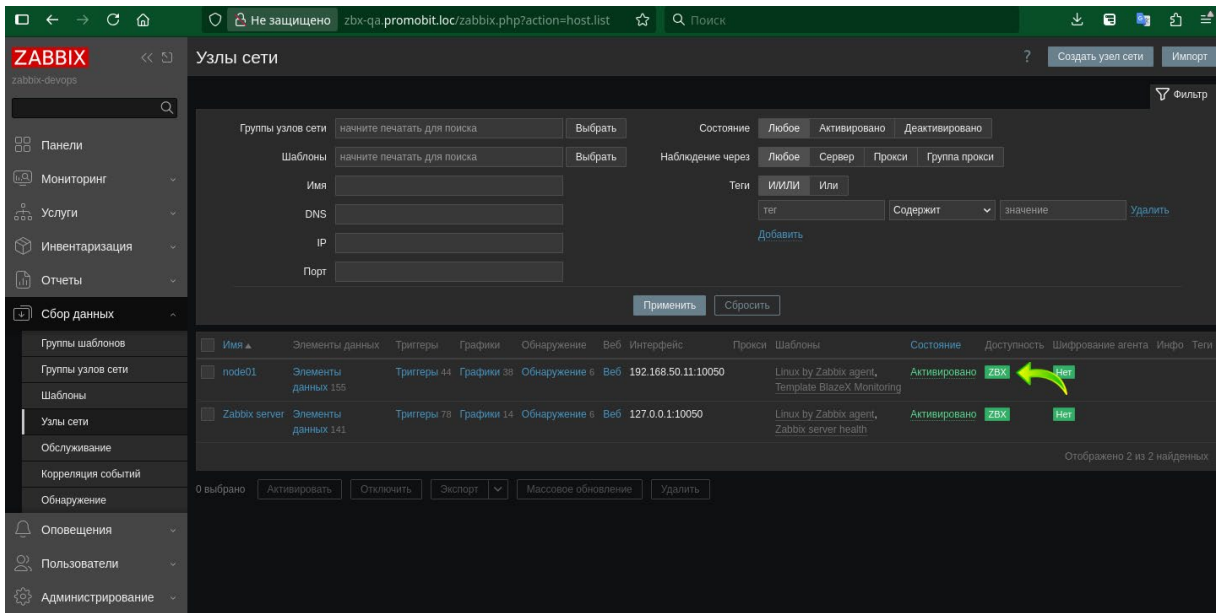 Не защищено zbx-qa.promobit.loc/zabbix.php?action=host.list Поиск
ZABBIX
zabbix-devops
Узлы сети ? Создать узел сети Импорт
Фильтр
Группы узлов сети начните печатать для поиска Выбрать Состояние Любое Активировано Деактивировано
Шаблоны начните печатать для поиска Выбрать Наблюдение через Любое Сервер Прокси Группа прокси
Имя Теги И/ИЛИ Или
DNS тег Содержит значение Удалить
IP Добавить
Порт
Применить Сбросить
Панели
Мониторинг
Услуги
Инвентаризация
Отчеты
Сбор данных
Группы шаблонов
Группы узлов сети
Шаблоны
Узлы сети
Обслуживание
Корреляция событий
Обнаружение
Оповещения
Пользователи
Администрирование
Имя Элементы данных Триггеры Графики Обнаружение Веб Интерфейс Прокси Шаблоны Состояние Доступность Шифрование агента Инфо Теги
node01 Элементы Триггеры 44 Графики 38 Обнаружение 6 Веб 192.168.50.11:10050 Linux by Zabbix agent, Активировано ZBX Нет
данных 155 Template BlazeX Monitoring
Zabbix server Элементы Триггеры 78 Графики 14 Обнаружение 6 Веб 127.0.0.1:10050 Linux by Zabbix agent, Активировано ZBX Нет
данных 141 Zabbix server health
Отображено 2 из 2 найденных
0 выбрано Активировать Отключить Экспорт Массовое обновление Удалить